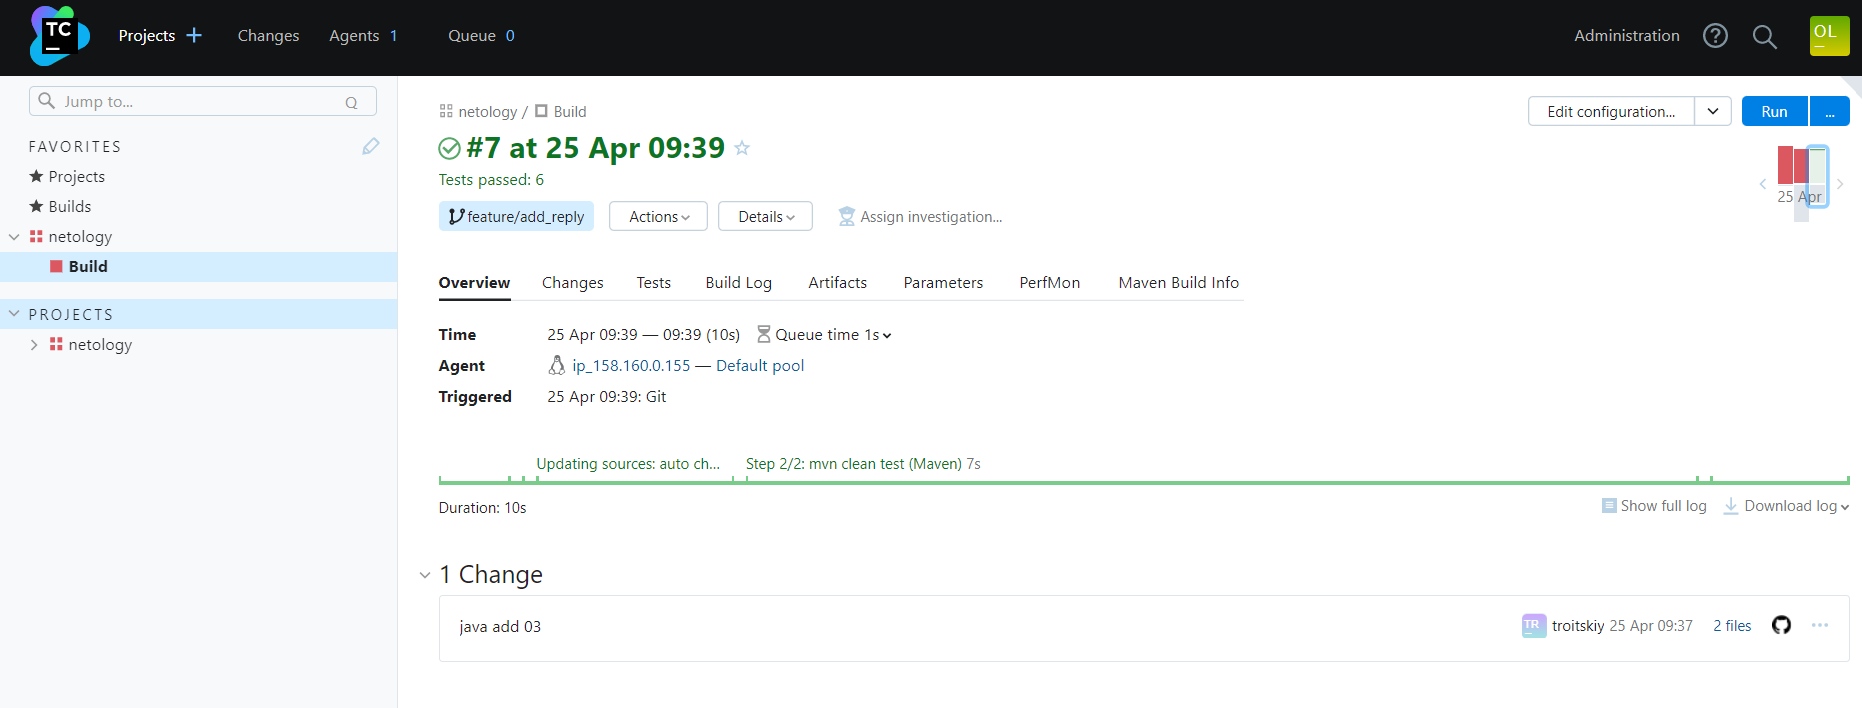 TC
Projects
Changes
Agents 1
Queue 0
Administration
OL
Jump to... Q
FAVORITES
Projects
Builds
netology
Build
PROJECTS
netology
netology / Build
Edit configuration...
Run ...
#7 at 25 Apr 09:39
Tests passed: 6
25 Apr
feature/add_reply
Actions
Details
Assign investigation...
Overview Changes Tests Build Log Artifacts Parameters PerfMon Maven Build Info
Time 25 Apr 09:39 — 09:39 (10s) Queue time 1s
Agent ip_158.160.0.155 — Default pool
Triggered 25 Apr 09:39: Git
Updating sources: auto ch... Step 2/2: mvn clean test (Maven) 7s
Duration: 10s
Show full log Download log
1 Change
java add 03
TR troitskiy 25 Apr 09:37 2 files ...